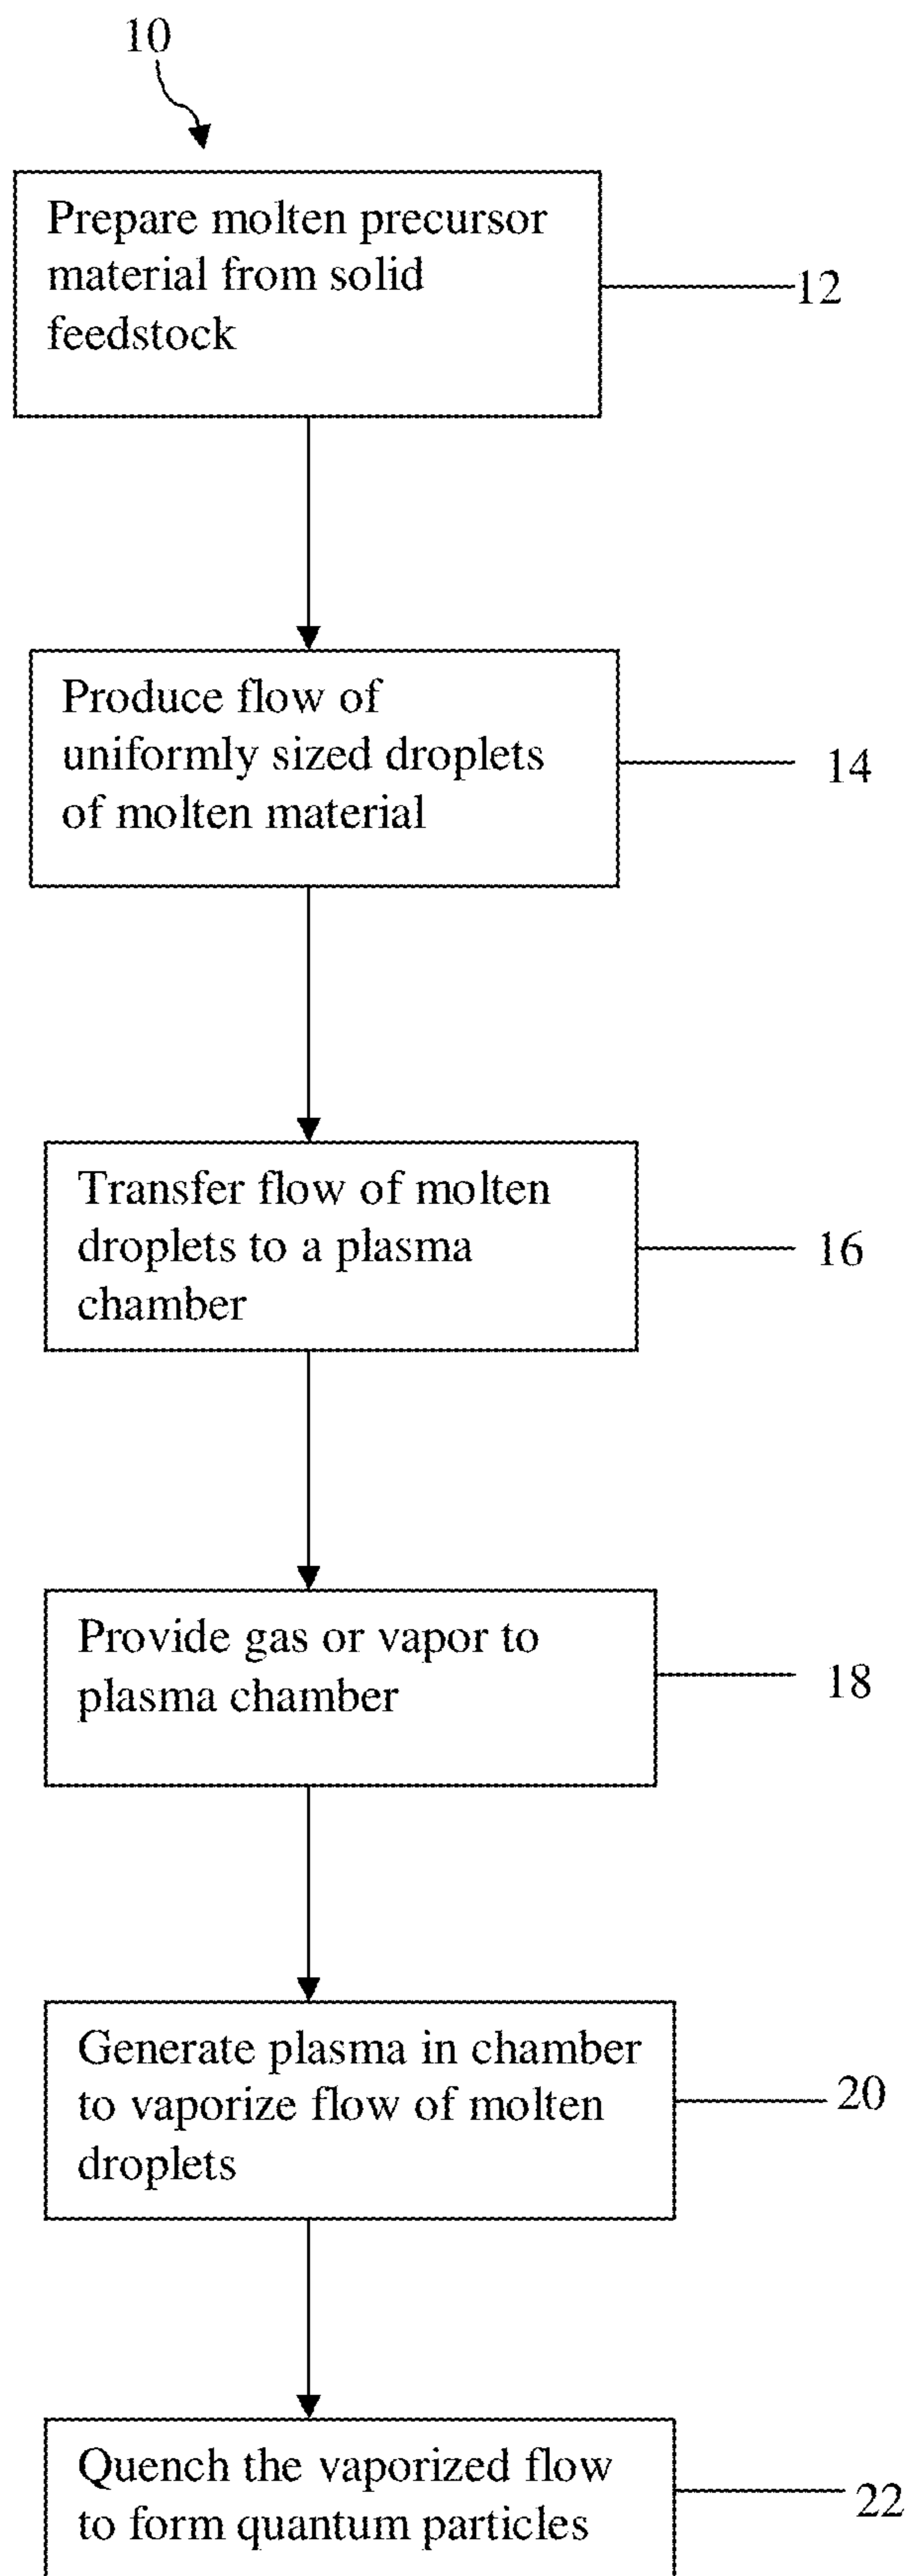 10
Prepare molten precursor
material from solid
feedstock
12
Produce flow of
uniformly sized droplets
of molten material
14
Transfer flow of molten
droplets to a plasma
chamber
16
Provide gas or vapor to
plasma chamber
18
Generate plasma in chamber
to vaporize flow of molten
droplets
20
Quench the vaporized flow
to form quantum particles
22